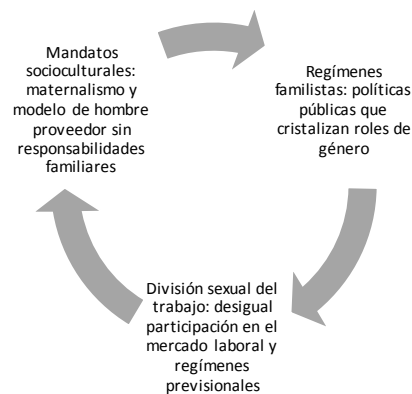 Mandatos
socioculturales:
maternalismo y
modelo de hombre
proveedor sin
responsabilidades
familiares
Regímenes
familistas: políticas
públicas que
cristalizan roles de
género
División sexual del
trabajo: desigual
participación en el
mercado laboral y
regímenes
previsionales